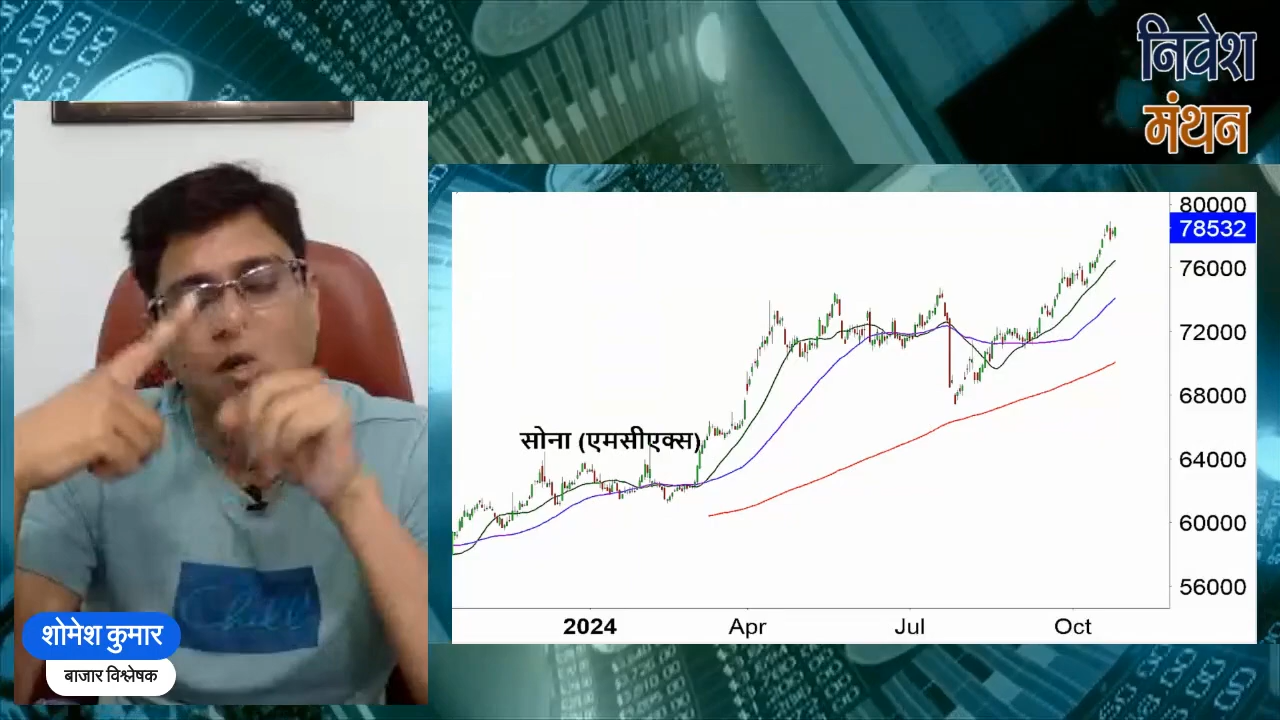 निवेश
मंथन
80000
78532
76000
72000
68000
सोना (एमसीएक्स)
64000
60000
56000
2024
Apr
Jul
Oct
शोमेश कुमार
बाजार विश्लेषक